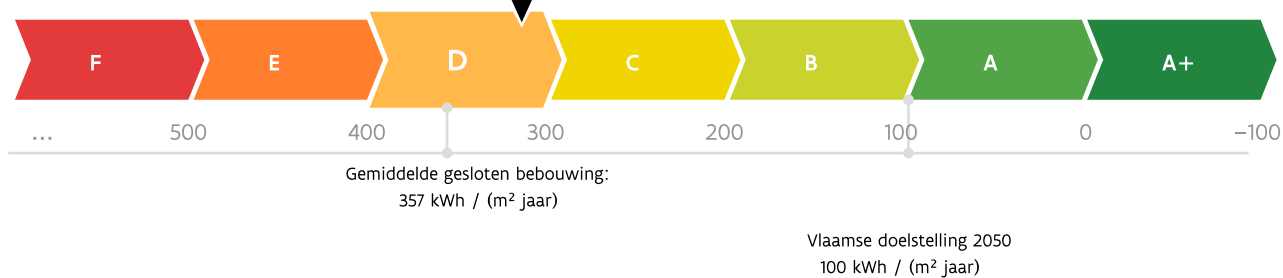 F E D C B A A+
... 500 400 300 200 100 0 –100
Gemiddelde gesloten bebouwing:
357 kWh / (m² jaar)
Vlaamse doelstelling 2050
100 kWh / (m² jaar)